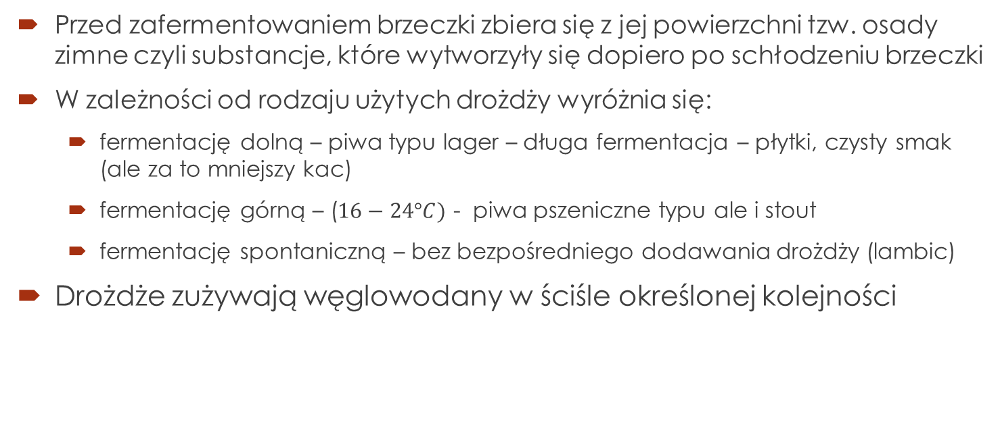 Przed zafermentowaniem brzeczki zbiera się z jej powierzchni tzw. osady
zimne czyli substancje, które wytworzyły się dopiero po schłodzeniu brzeczki
W zależności od rodzaju użytych drożdży wyróżnia się:
fermentację dolną – piwa typu lager – długa fermentacja – płytki, czysty smak
(ale za to mniejszy kac)
fermentację górną – (16 − 24°C) - piwa pszeniczne typu ale i stout
fermentację spontaniczną – bez bezpośredniego dodawania drożdży (lambic)
Drożdże zużywają węglowodany w ściśle określonej kolejności